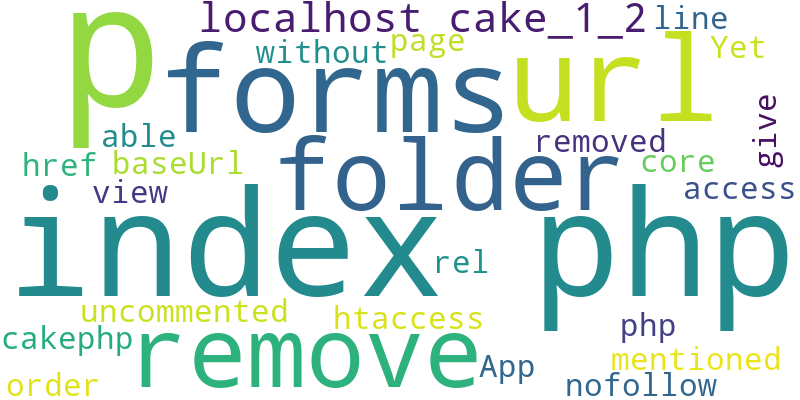 localhost cake_1_2 line
p without page Yet
forms url
able removed give
href baseUrl folder core
view access
index php
rel
uncommented htaccess
cakephp remove php
App mentioned
order nofollow